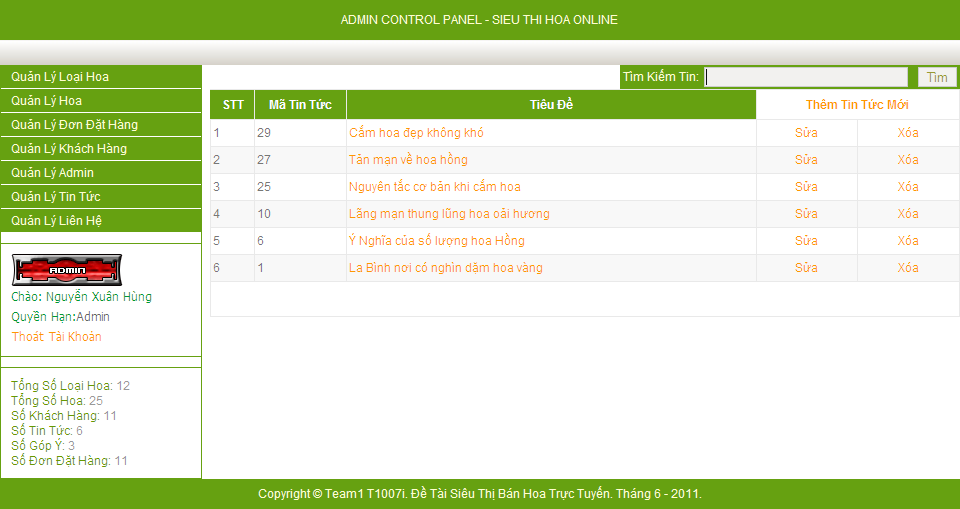 ADMIN CONTROL PANEL - SIEU THI HOA ONLINE
Quản Lý Loại Hoa
Quản Lý Hoa
Quản Lý Đơn Đặt Hàng
Quản Lý Khách Hàng
Quản Lý Admin
Quản Lý Tin Tức
Quản Lý Liên Hệ
ADMIN
Chào: Nguyễn Xuân Hùng
Quyền Hạn:Admin
Thoát Tài Khoản
Tổng Số Loại Hoa: 12
Tổng Số Hoa: 25
Số Khách Hàng: 11
Số Tin Tức: 6
Số Góp Ý: 3
Số Đơn Đặt Hàng: 11
Tìm Kiếm Tin: Tìm
STT Mã Tin Tức Tiêu Đề Thêm Tin Tức Mới
1 29 Cắm hoa đẹp không khó Sửa Xóa
2 27 Tản mạn về hoa hồng Sửa Xóa
3 25 Nguyên tắc cơ bản khi cắm hoa Sửa Xóa
4 10 Lãng mạn thung lũng hoa oải hương Sửa Xóa
5 6 Ý Nghĩa của số lượng hoa Hồng Sửa Xóa
6 1 La Bình nơi có nghìn dặm hoa vàng Sửa Xóa
Copyright © Team1 T1007i. Đề Tài Siêu Thị Bán Hoa Trực Tuyến. Tháng 6 - 2011.